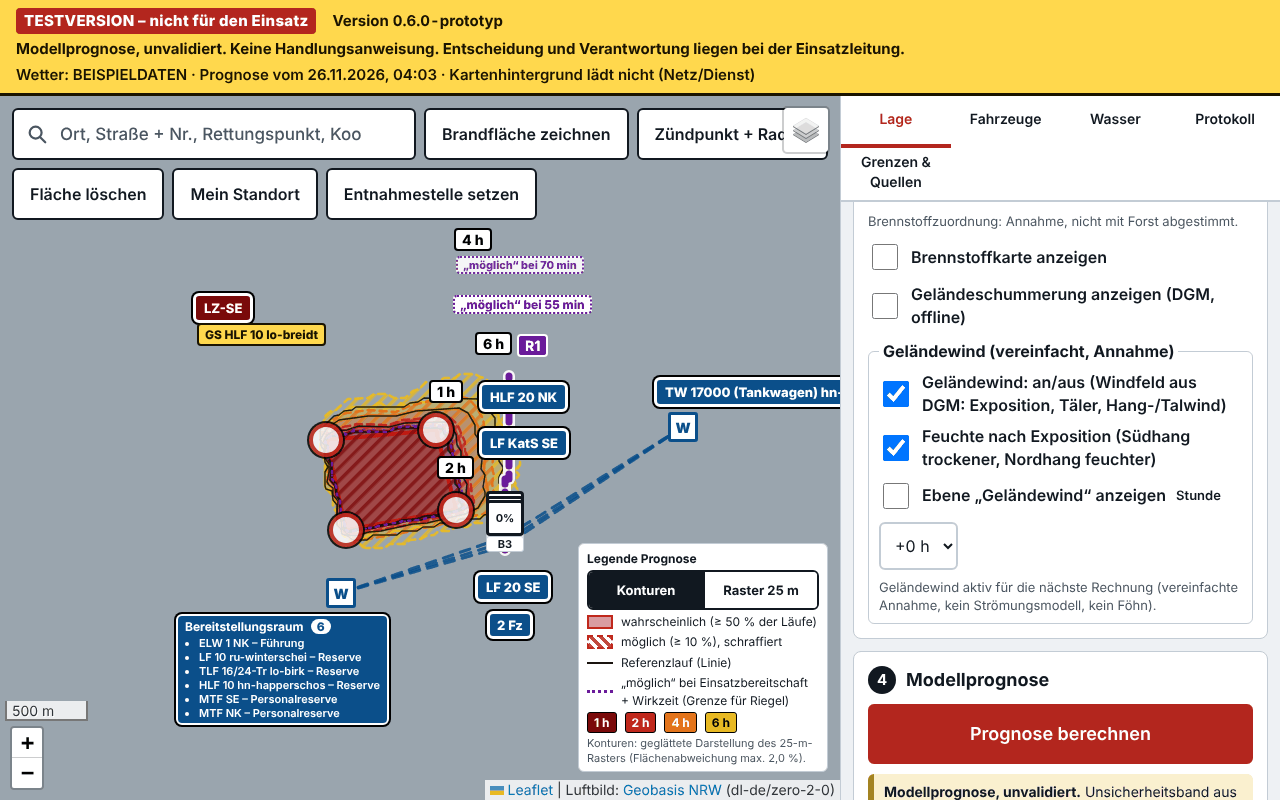 TESTVERSION – nicht für den Einsatz Version 0.6.0-prototyp
Modellprognose, unvalidiert. Keine Handlungsanweisung. Entscheidung und Verantwortung liegen bei der Einsatzleitung.
Wetter: BEISPIELDATEN · Prognose vom 26.11.2026, 04:03 · Kartenhintergrund lädt nicht (Netz/Dienst)
Ort, Straße + Nr., Rettungspunkt, Koo
Brandfläche zeichnen
Zündpunkt + Rad
Fläche löschen
Mein Standort
Entnahmestelle setzen
4 h
„möglich“ bei 70 min
„möglich“ bei 55 min
LZ-SE
GS HLF 10 lo-breidt
6 h
R1
1 h
HLF 20 NK
TW 17000 (Tankwagen) hn-
W
LF KatS SE
2 h
0%
B3
W
LF 20 SE
2 Fz
Bereitstellungsraum 6
ELW 1 NK – Führung
LF 10 ru-winterschei – Reserve
TLF 16/24-Tr lo-birk – Reserve
HLF 10 hn-happerschos – Reserve
MTF SE – Personalreserve
MTF NK – Personalreserve
500 m
+
−
Legende Prognose
Konturen Raster 25 m
wahrscheinlich (≥ 50 % der Läufe)
möglich (≥ 10 %), schraffiert
Referenzlauf (Linie)
„möglich“ bei Einsatzbereitschaft
+ Wirkzeit (Grenze für Riegel)
1 h 2 h 4 h 6 h
Konturen: geglättete Darstellung des 25-m-
Rasters (Flächenabweichung max. 2,0 %).
Leaflet | Luftbild: Geobasis NRW (dl-de/zero-2-0)
Lage Fahrzeuge Wasser Protokoll
Grenzen &
Quellen
Brennstoffzuordnung: Annahme, nicht mit Forst abgestimmt.
Brennstoffkarte anzeigen
Geländeschummerung anzeigen (DGM,
offline)
Geländewind (vereinfacht, Annahme)
Geländewind: an/aus (Windfeld aus
DGM: Exposition, Täler, Hang-/Talwind)
Feuchte nach Exposition (Südhang
trockener, Nordhang feuchter)
Ebene „Geländewind“ anzeigen Stunde
+0 h
Geländewind aktiv für die nächste Rechnung (vereinfachte
Annahme, kein Strömungsmodell, kein Föhn).
4 Modellprognose
Prognose berechnen
Modellprognose, unvalidiert. Unsicherheitsband aus